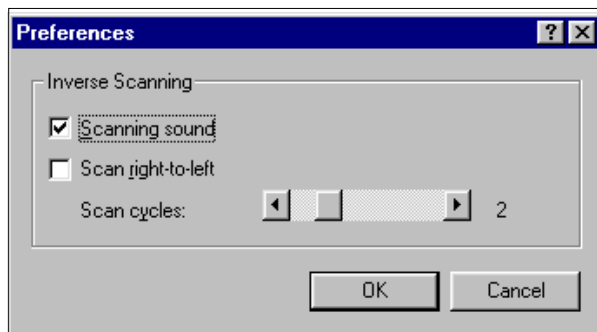 Preferences
Inverse Scanning
Scanning sound
Scan right-to-left
Scan cycles: 2
OK Cancel